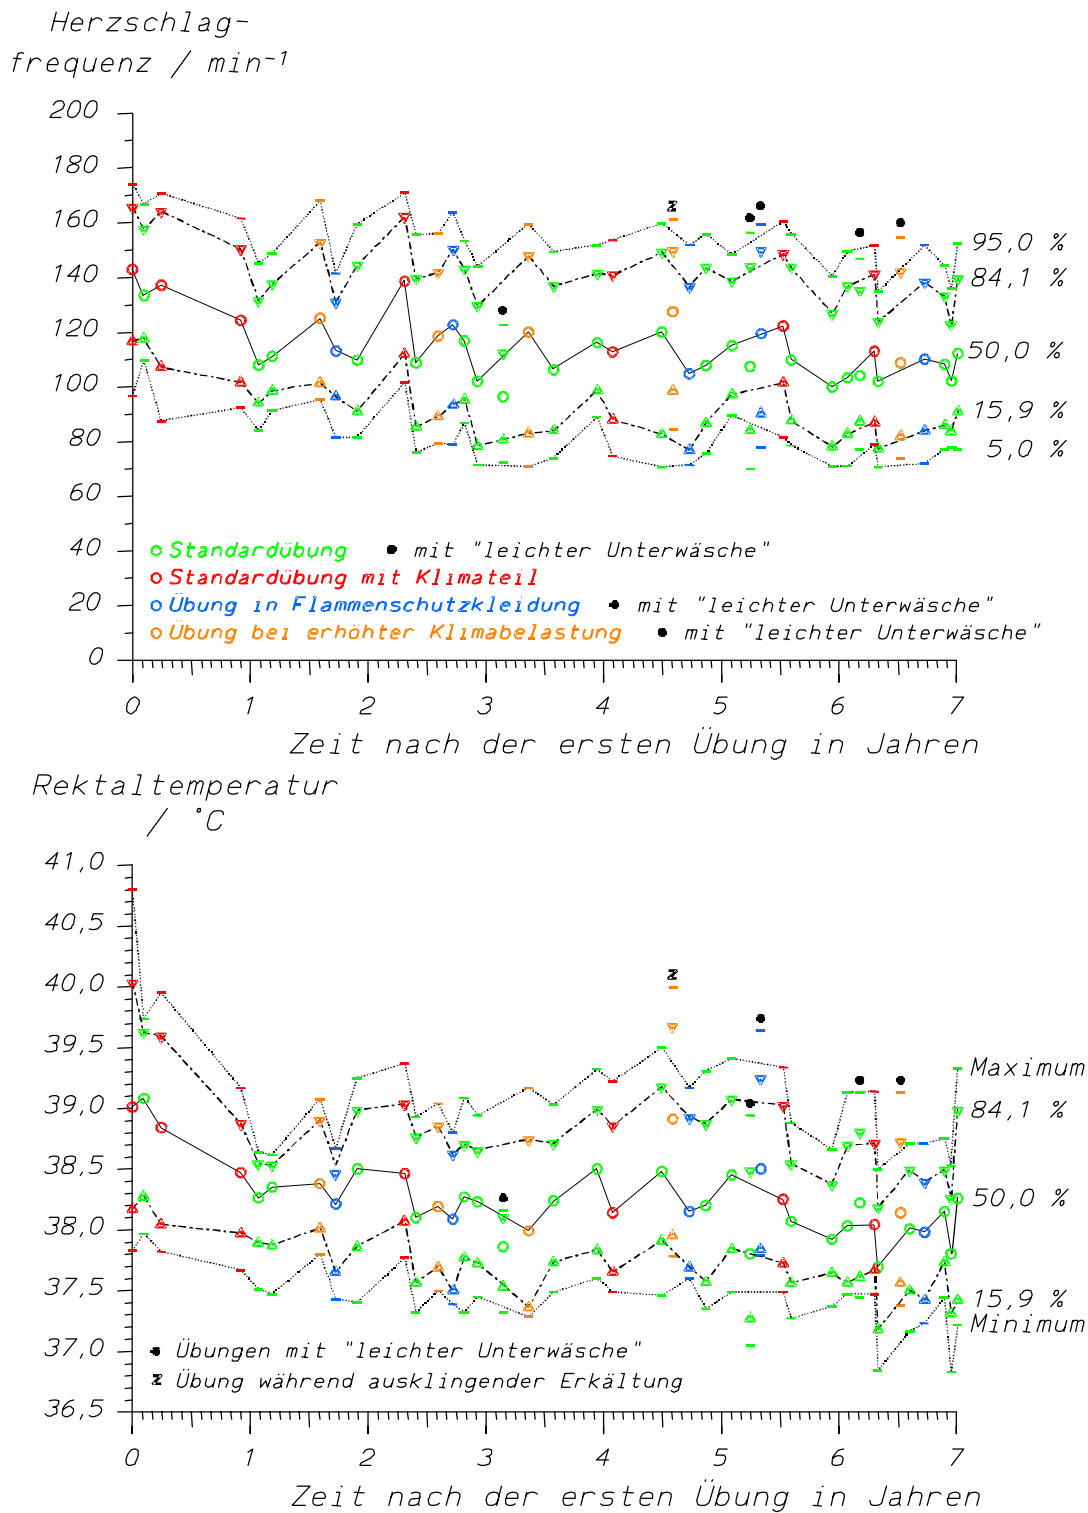 Herzschlag-
frequenz / min⁻¹
200
180
160
140
120
100
80
60
40
20
0
95,0 %
84,1 %
50,0 %
15,9 %
5,0 %
Standardübung mit "leichter Unterwäsche"
Standardübung mit Klimateil
Übung in Flammenschutzkleidung mit "leichter Unterwäsche"
Übung bei erhöhter Klimabelastung mit "leichter Unterwäsche"
0 1 2 3 4 5 6 7
Zeit nach der ersten Übung in Jahren
Rektaltemperatur
/ °C
41,0
40,5
40,0
39,5
39,0
38,5
38,0
37,5
37,0
36,5
z
z
Maximum
84,1 %
50,0 %
15,9 %
Minimum
Übungen mit "leichter Unterwäsche"
z Übung während ausklingender Erkältung
0 1 2 3 4 5 6 7
Zeit nach der ersten Übung in Jahren